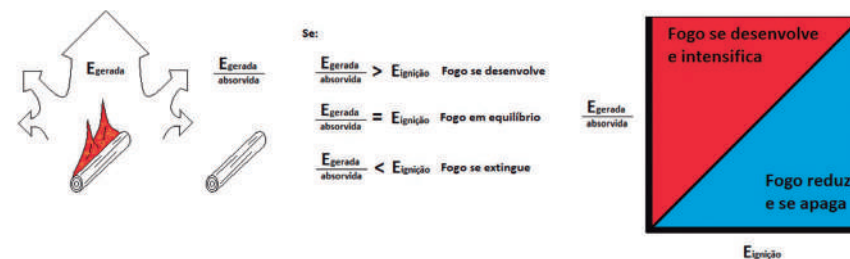 Egerada
Egerada
absorvida
Se:
Egerada
absorvida
> Eignição Fogo se desenvolve
Egerada
absorvida
= Eignição Fogo em equilíbrio
Egerada
absorvida
< Eignição Fogo se extingue
Egerada
absorvida
Fogo se desenvolve
e intensifica
Fogo reduz
e se apaga
Eignição